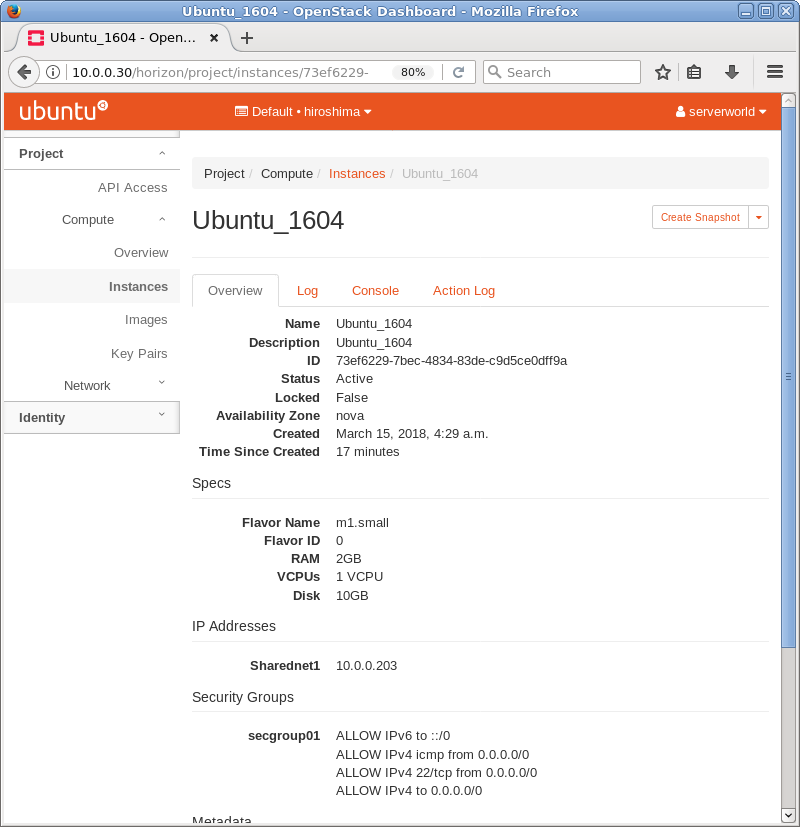 Ubuntu_1604 - OpenStack Dashboard - Mozilla Firefox
Ubuntu_1604 - Open...
10.0.0.30/horizon/project/instances/73ef6229- 80% Search
ubuntu Default • hiroshima serverworld
Project
API Access
Compute
Overview
Instances
Images
Key Pairs
Network
Identity
Project / Compute / Instances / Ubuntu_1604
Ubuntu_1604
Create Snapshot
Overview Log Console Action Log
Name Ubuntu_1604
Description Ubuntu_1604
ID 73ef6229-7bec-4834-83de-c9d5ce0dff9a
Status Active
Locked False
Availability Zone nova
Created March 15, 2018, 4:29 a.m.
Time Since Created 17 minutes
Specs
Flavor Name m1.small
Flavor ID 0
RAM 2GB
VCPUs 1 VCPU
Disk 10GB
IP Addresses
Sharednet1 10.0.0.203
Security Groups
secgroup01 ALLOW IPv6 to ::/0
ALLOW IPv4 icmp from 0.0.0.0/0
ALLOW IPv4 22/tcp from 0.0.0.0/0
ALLOW IPv4 to 0.0.0.0/0
Metadata